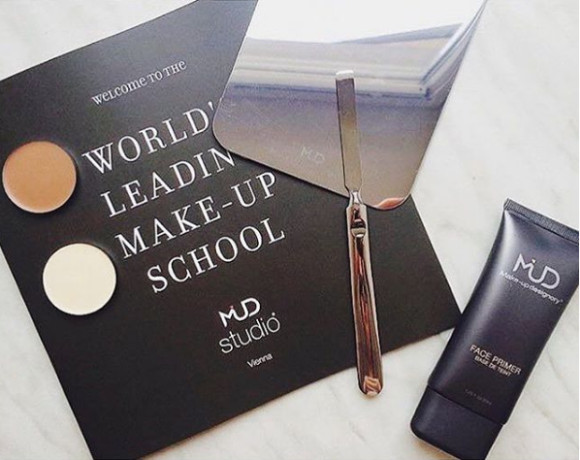 welcome to the
WORLD'
LEADIN
MAKE-UP
SCHOOL
MUD
studio
Vienna
MUD
MUD
Make-up designory
FACE PRIMER
BASE DE TEINT